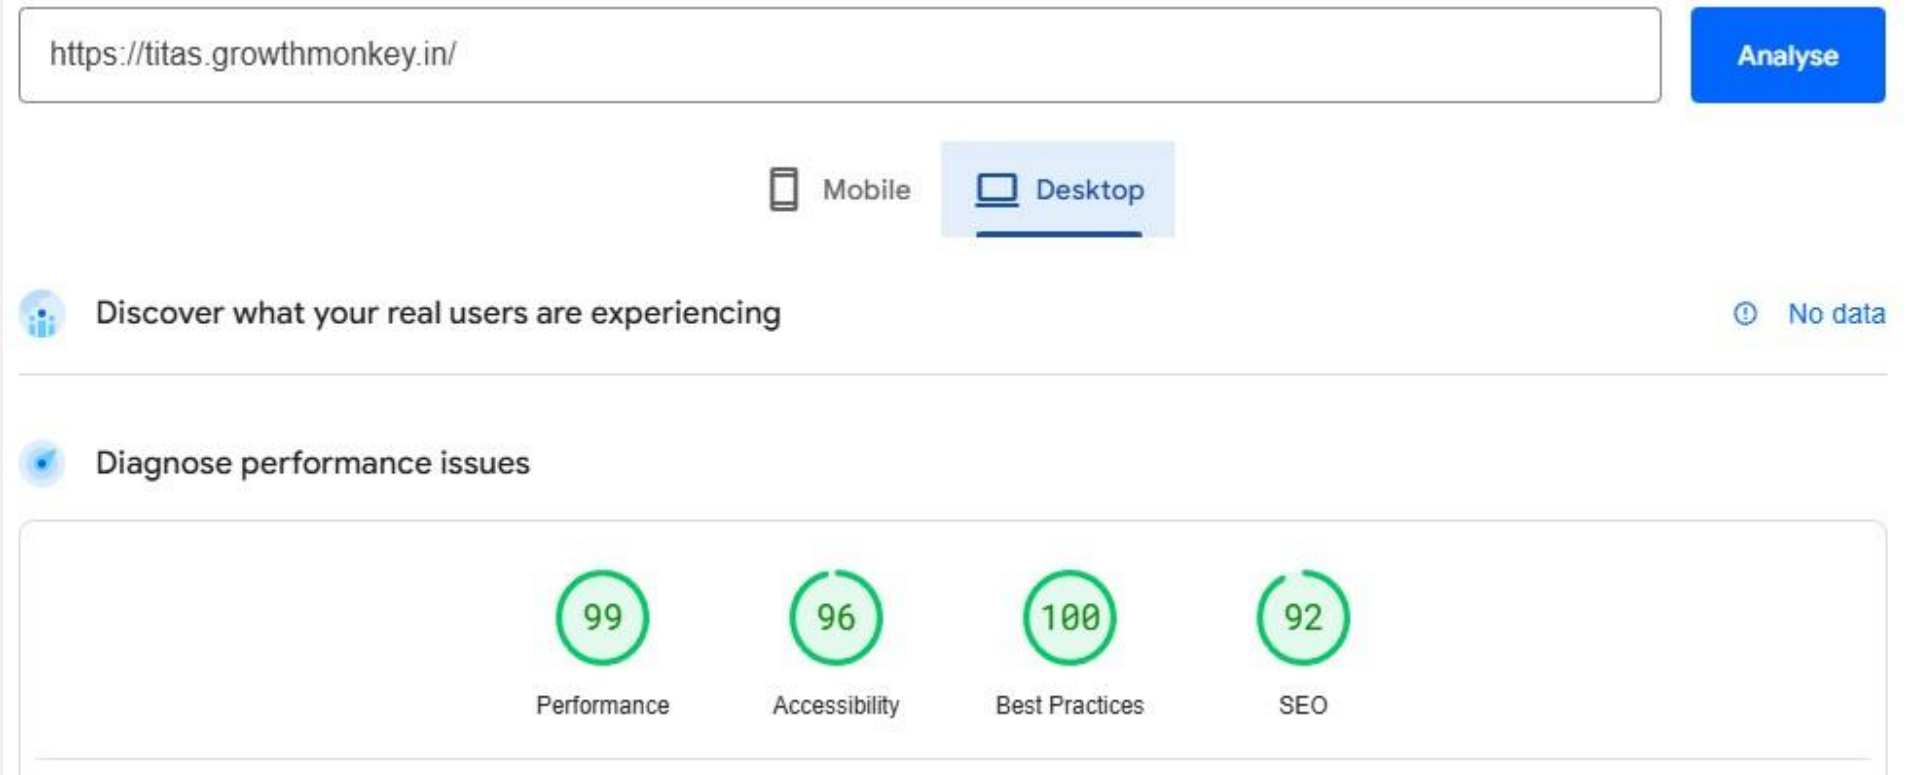 https://titas.growthmonkey.in/
Analyse
Mobile
Desktop
Discover what your real users are experiencing
No data
Diagnose performance issues
99
96
100
92
Performance
Accessibility
Best Practices
SEO